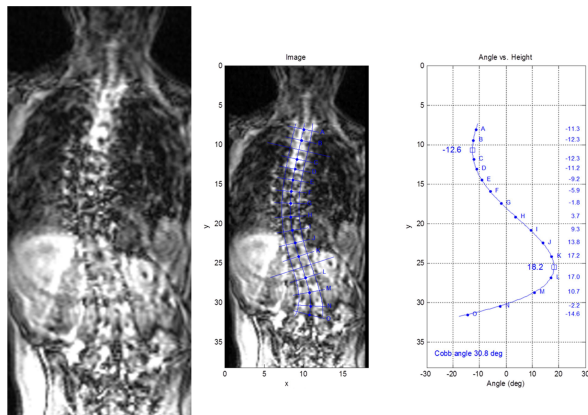 Image
0
5
10
15
20
25
30
35
y
0 5 10 15
x
L
M
Angle vs. Height
0
5
10
15
20
25
30
35
y
A -11.3
B -12.3
-12.6
C -12.3
D -11.2
E -9.2
F -5.9
G -1.8
H 3.7
I 9.3
J 13.8
K 17.2
18.2
L 17.0
M 10.7
N -2.2
O -14.6
Cobb angle 30.8 deg
-30 -20 -10 0 10 20 30
Angle (deg)